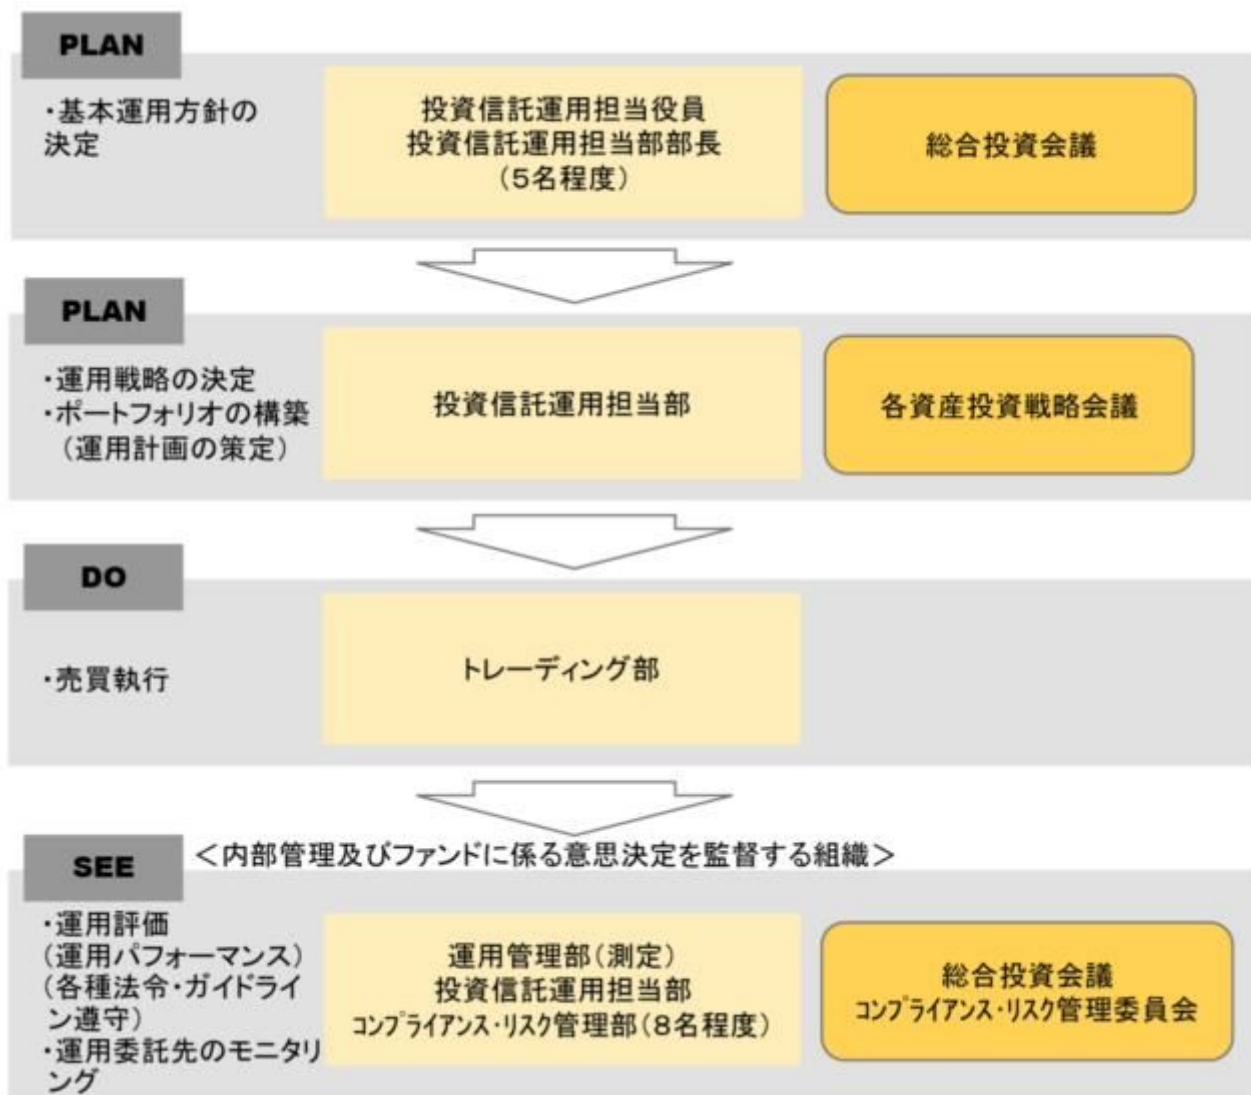 PLAN
・基本運用方針の
決定
投資信託運用担当役員
投資信託運用担当部部長
（５名程度）
総合投資会議
PLAN
・運用戦略の決定
・ポートフォリオの構築
（運用計画の策定）
投資信託運用担当部
各資産投資戦略会議
DO
・売買執行
トレーディング部
SEE
＜内部管理及びファンドに係る意思決定を監督する組織＞
・運用評価
（運用パフォーマンス）
（各種法令・ガイドライ
ン遵守）
・運用委託先のモニタリ
ング
運用管理部（測定）
投資信託運用担当部
ｺﾝﾌﾟﾗｲｱﾝｽ・ﾘｽｸ管理部（８名程度）
総合投資会議
ｺﾝﾌﾟﾗｲｱﾝｽ・ﾘｽｸ管理委員会